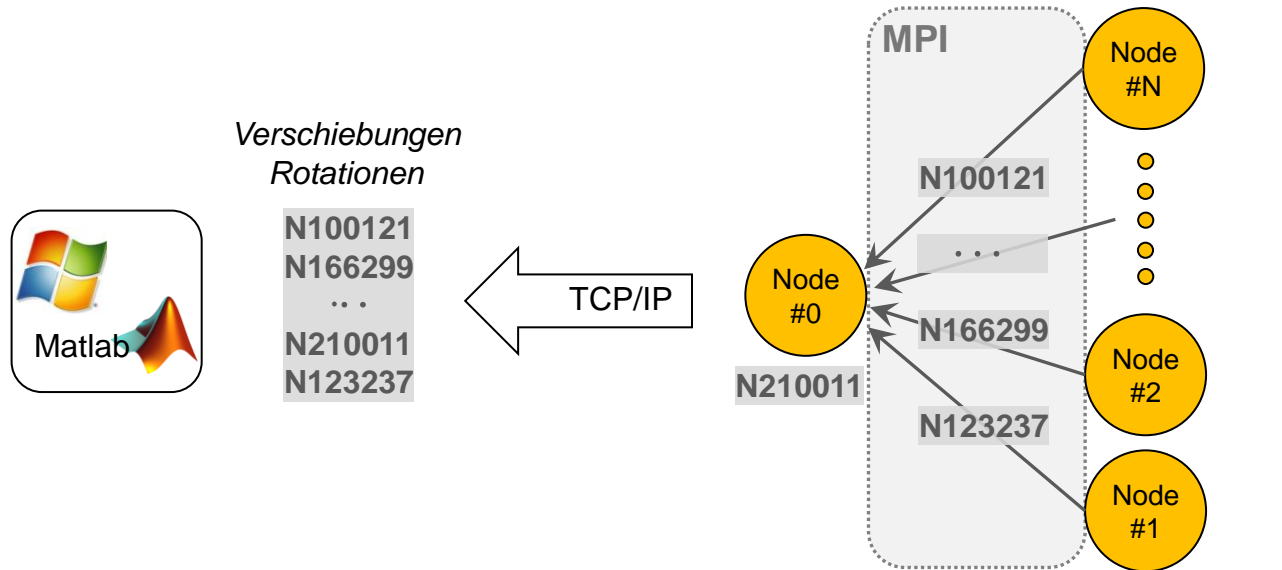 Verschiebungen
Rotationen
N100121
N166299
. . .
N210011
N123237
Matlab
TCP/IP
Node
#0
N210011
MPI
N100121
. . .
N166299
N123237
Node
#N
Node
#2
Node
#1